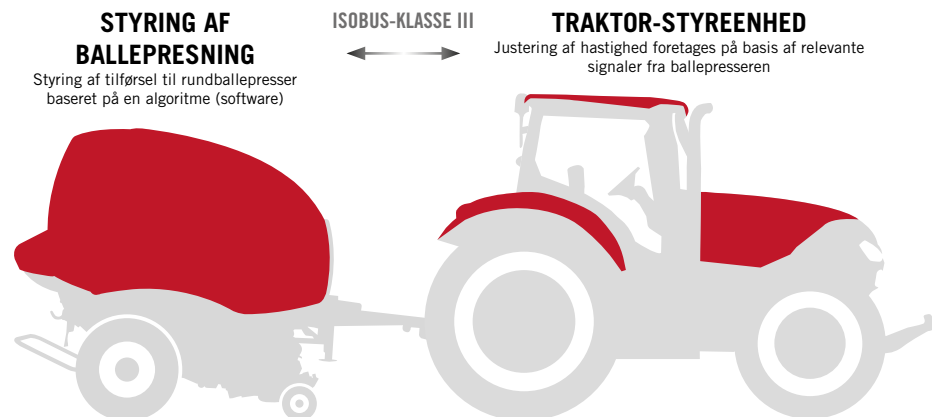 STYRING AF
BALLEPRESNING
Styring af tilførsel til rundballepresser
baseret på en algoritme (software)
ISOBUS-KLASSE III
TRAKTOR-STYREENHED
Justering af hastighed foretages på basis af relevante
signaler fra ballepresseren